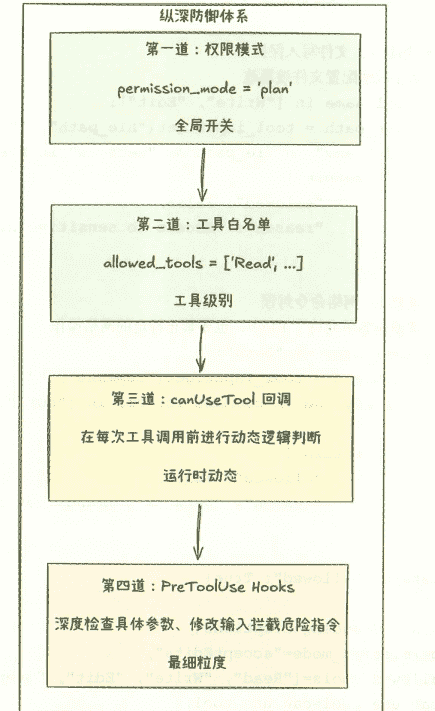 纵深防御体系
第一道：权限模式
permission_mode = 'plan'
全局开关
第二道：工具白名单
allowed_tools = ['Read', ...]
工具级别
第三道：canUseTool 回调
在每次工具调用前进行动态逻辑判断
运行时动态
第四道：PreToolUse Hooks
深度检查具体参数、修改输入拦截危险指令
最细粒度